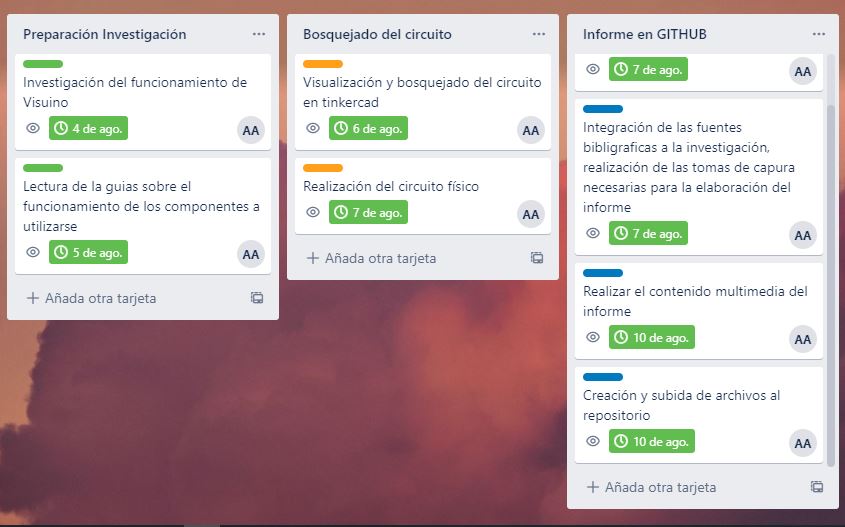 Preparación Investigación
Investigación del funcionamiento de
Visuino
4 de ago.
AA
Lectura de la guias sobre el
funcionamiento de los componentes a
utilizarse
5 de ago.
AA
Añada otra tarjeta
Bosquejado del circuito
Visualización y bosquejado del circuito
en tinkercad
6 de ago.
AA
Realización del circuito físico
7 de ago.
AA
Añada otra tarjeta
Informe en GITHUB
7 de ago.
AA
Integración de las fuentes
bibligraficas a la investigación,
realización de las tomas de capura
necesarias para la elaboración del
informe
7 de ago.
AA
Realizar el contenido multimedia del
informe
10 de ago.
AA
Creación y subida de archivos al
repositorio
10 de ago.
AA
Añada otra tarjeta